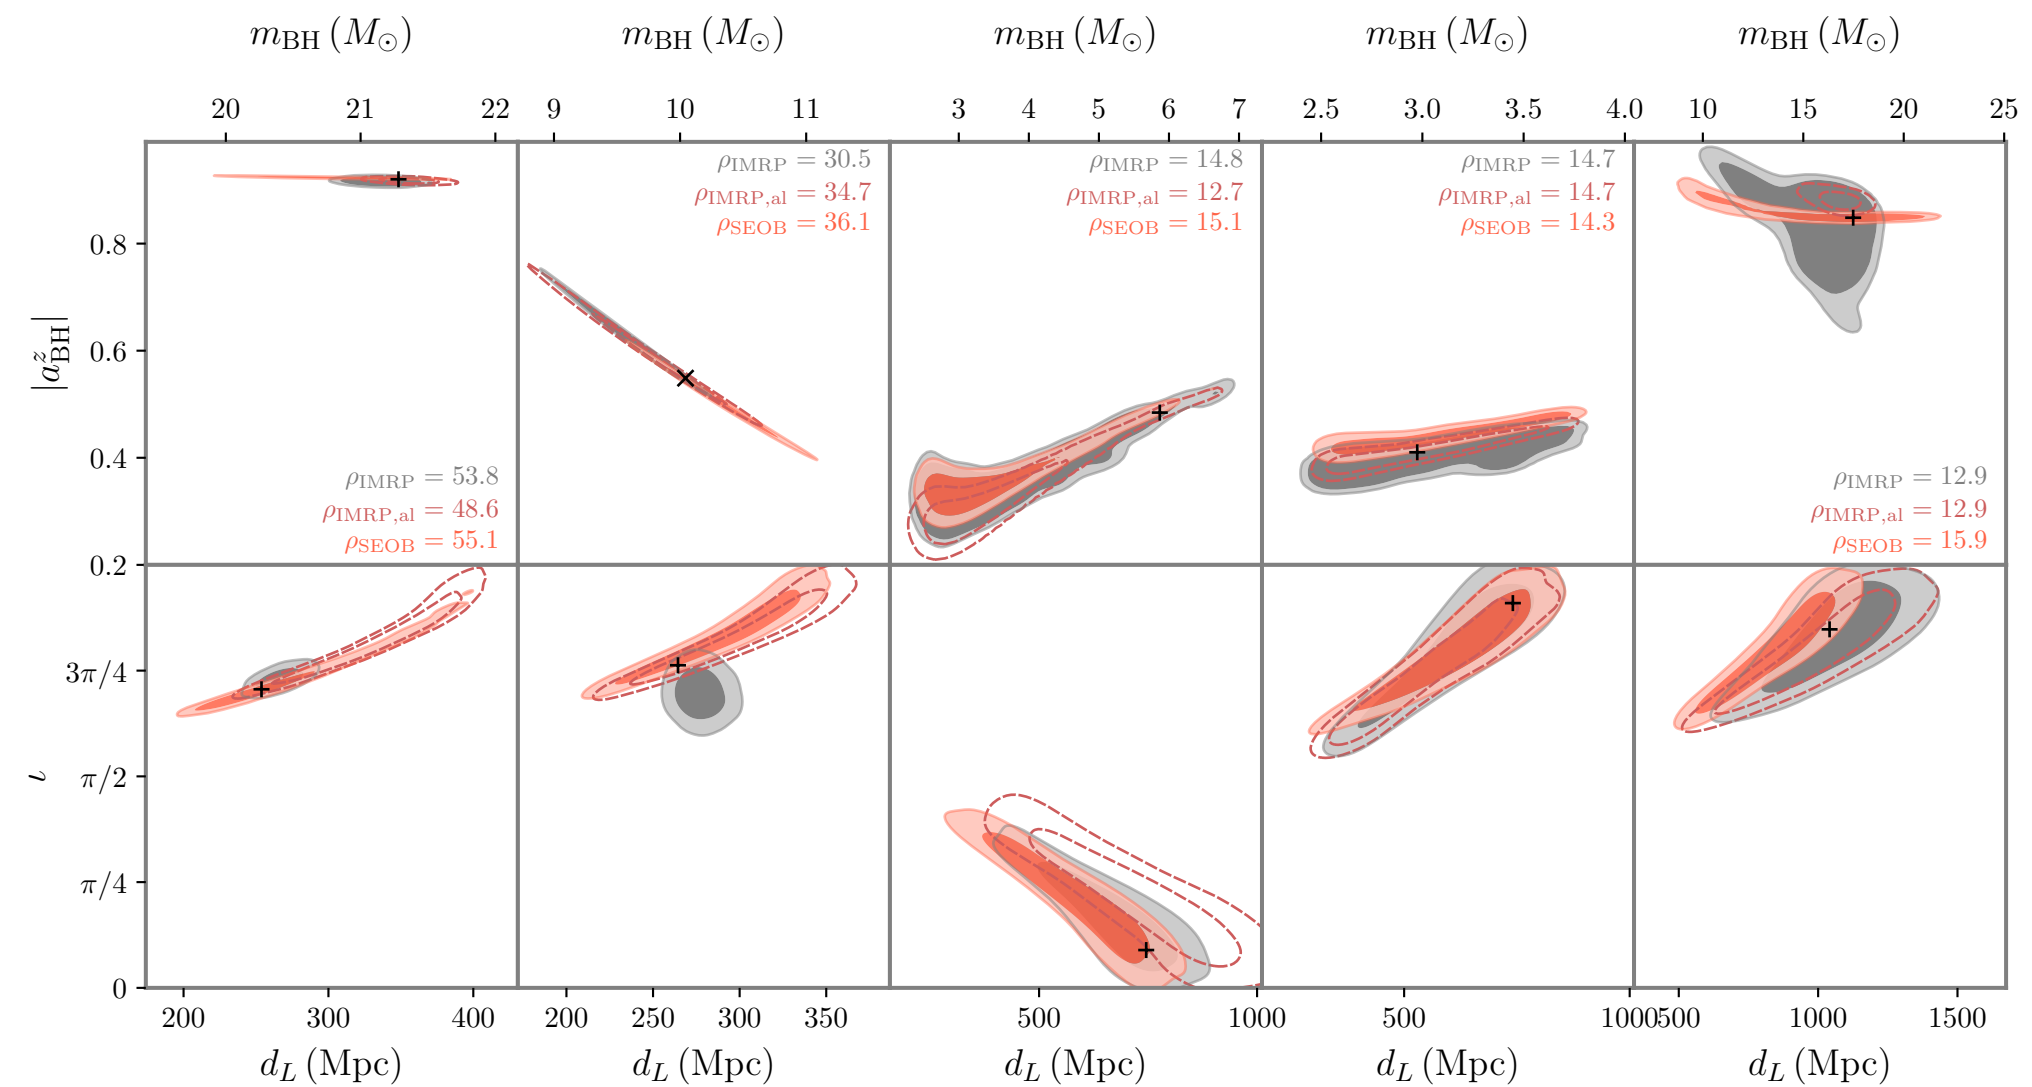 m_BH (M_⊙) m_BH (M_⊙) m_BH (M_⊙) m_BH (M_⊙) m_BH (M_⊙)
20 21 22 9 10 11 3 4 5 6 7 2.5 3.0 3.5 4.0 10 15 20 25
ρ_IMRP = 30.5 ρ_IMRP = 14.8 ρ_IMRP = 14.7
ρ_IMRP,al = 34.7 ρ_IMRP,al = 12.7 ρ_IMRP,al = 14.7
ρ_SEOB = 36.1 ρ_SEOB = 15.1 ρ_SEOB = 14.3
0.8
0.6
|a^z_BH|
0.4
ρ_IMRP = 53.8 ρ_IMRP = 12.9
ρ_IMRP,al = 48.6 ρ_IMRP,al = 12.9
ρ_SEOB = 55.1 ρ_SEOB = 15.9
0.2
3π/4
ι
π/2
π/4
0
200 300 400 200 250 300 350 500 1000 500 1000 500 1000 1500
d_L (Mpc) d_L (Mpc) d_L (Mpc) d_L (Mpc) d_L (Mpc)